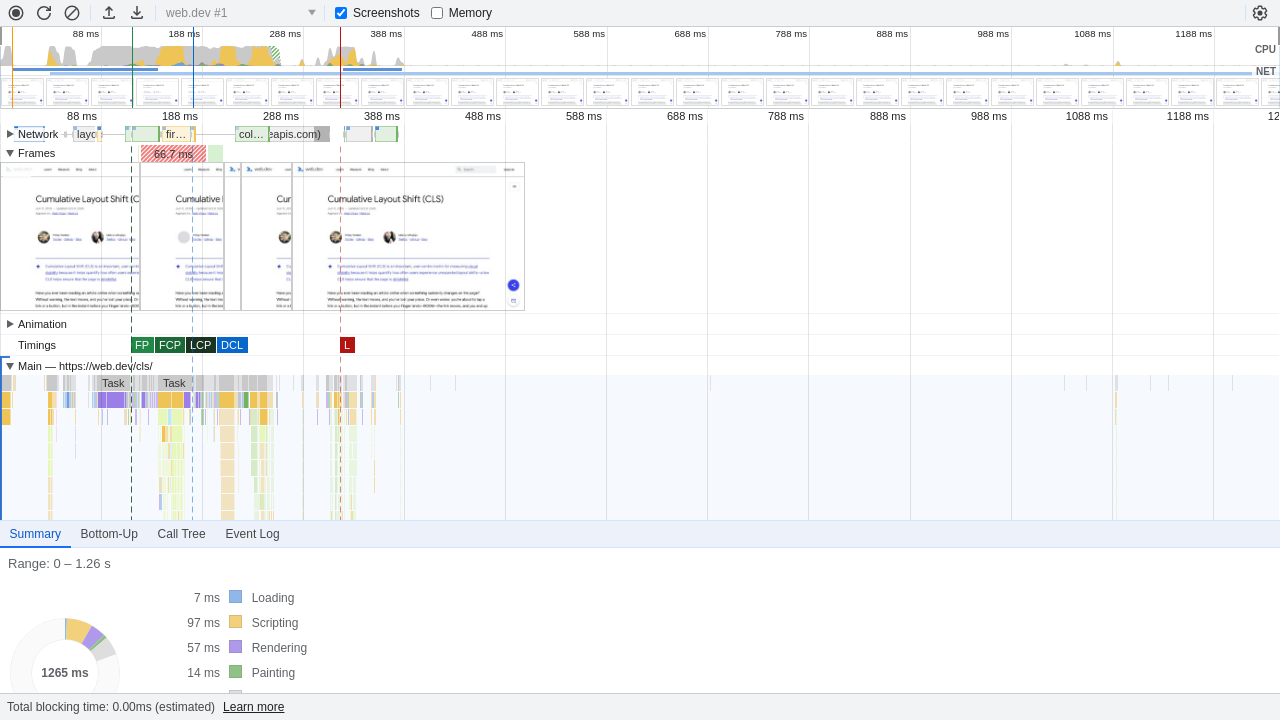 web.dev #1 Screenshots Memory
88 ms 188 ms 288 ms 388 ms 488 ms 588 ms 688 ms 788 ms 888 ms 988 ms 1088 ms 1188 ms
CPU
NET
88 ms 188 ms 288 ms 388 ms 488 ms 588 ms 688 ms 788 ms 888 ms 988 ms 1088 ms 1188 ms 12
Network layc fir… col… eapis.com)
Frames 66.7 ms
Cumulative Layout Shift (C Cumulative I Cur Cumulative Layout Shift (CLS)
Animation
Timings FP FCP LCP DCL L
Main — https://web.dev/cls/
Task Task
Summary Bottom-Up Call Tree Event Log
Range: 0 – 1.26 s
7 ms Loading
97 ms Scripting
57 ms Rendering
1265 ms
14 ms Painting
Total blocking time: 0.00ms (estimated) Learn more